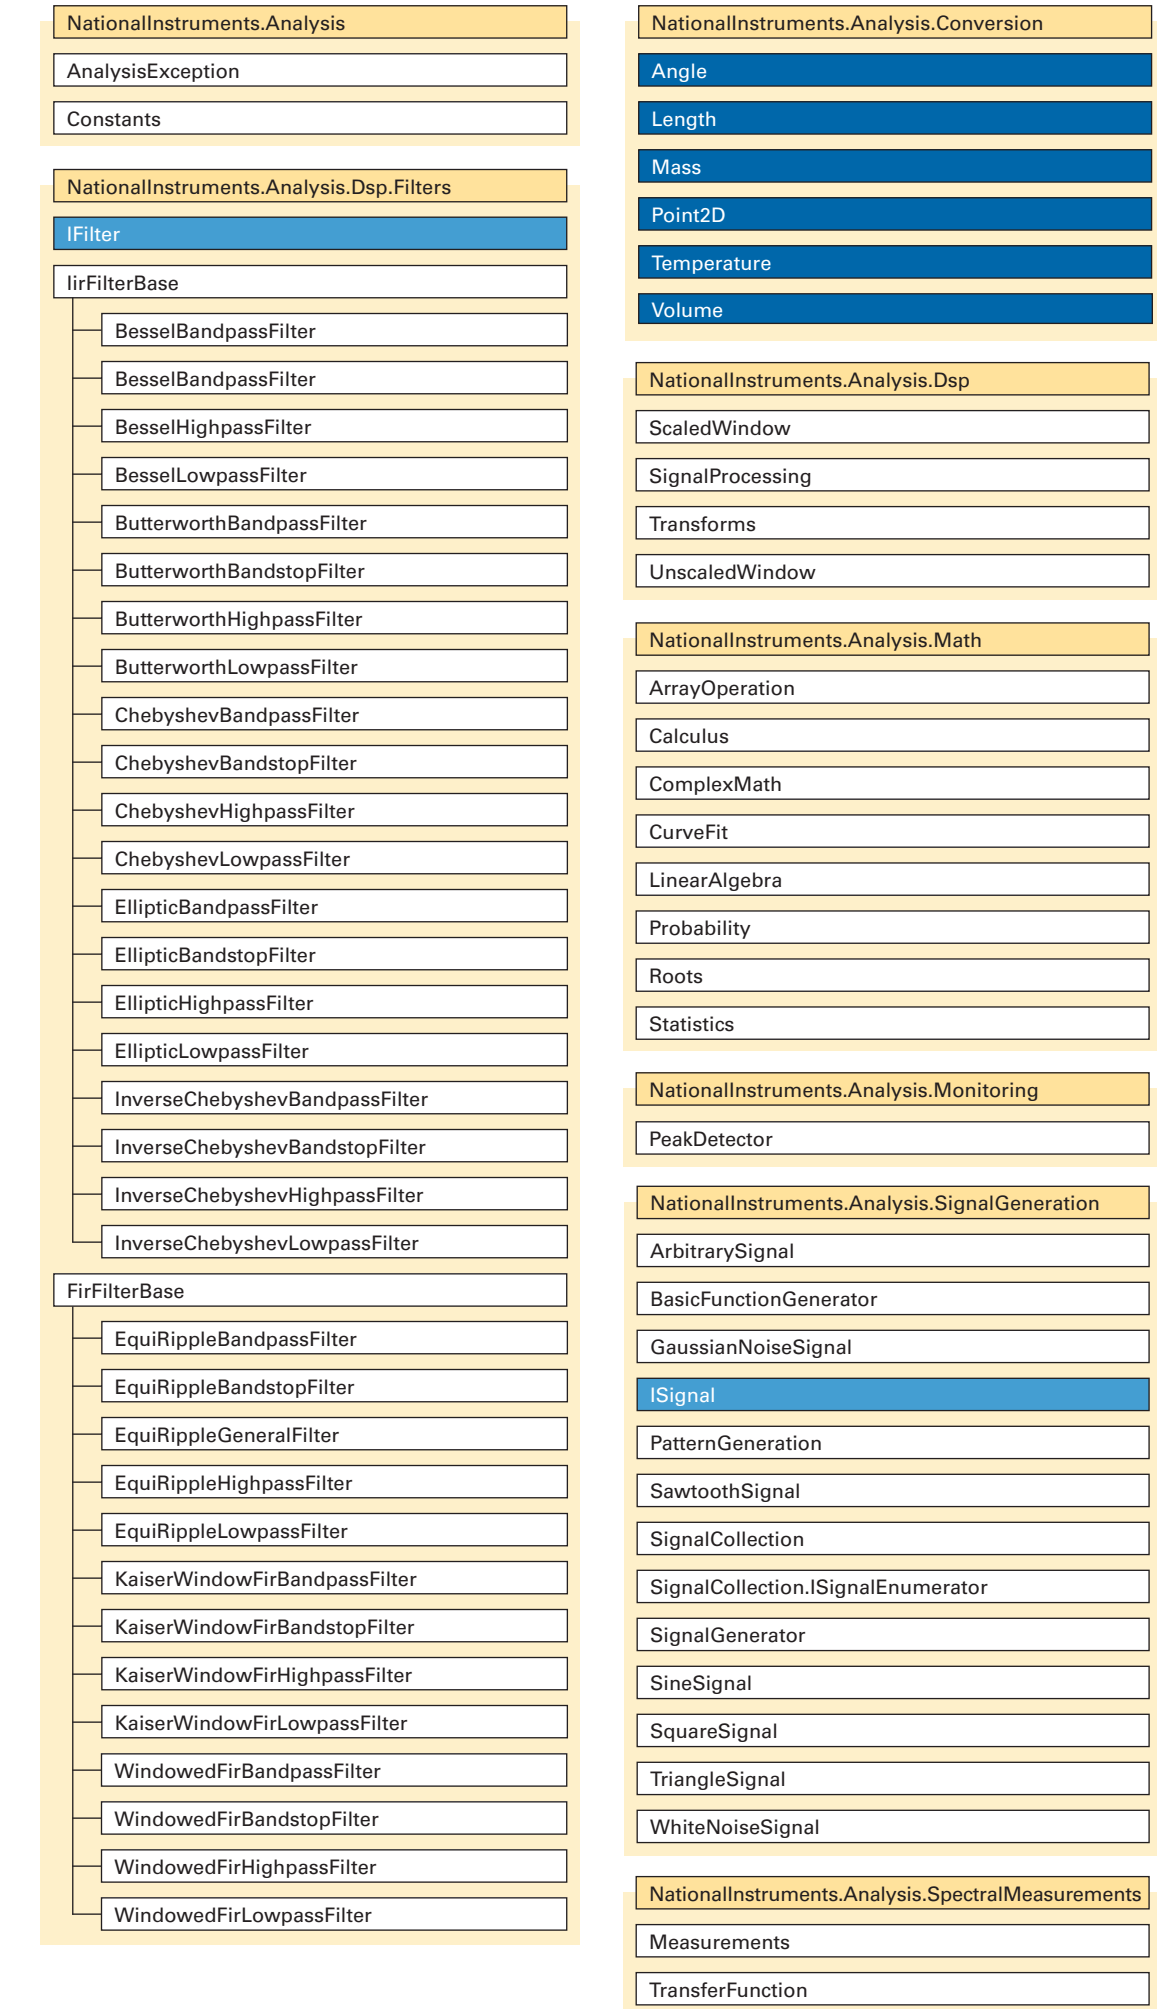 NationalInstruments.Analysis
AnalysisException
Constants
NationalInstruments.Analysis.Dsp.Filters
IFilter
IirFilterBase
BesselBandpassFilter
BesselBandpassFilter
BesselHighpassFilter
BesselLowpassFilter
ButterworthBandpassFilter
ButterworthBandstopFilter
ButterworthHighpassFilter
ButterworthLowpassFilter
ChebyshevBandpassFilter
ChebyshevBandstopFilter
ChebyshevHighpassFilter
ChebyshevLowpassFilter
EllipticBandpassFilter
EllipticBandstopFilter
EllipticHighpassFilter
EllipticLowpassFilter
InverseChebyshevBandpassFilter
InverseChebyshevBandstopFilter
InverseChebyshevHighpassFilter
InverseChebyshevLowpassFilter
FirFilterBase
EquiRippleBandpassFilter
EquiRippleBandstopFilter
EquiRippleGeneralFilter
EquiRippleHighpassFilter
EquiRippleLowpassFilter
KaiserWindowFirBandpassFilter
KaiserWindowFirBandstopFilter
KaiserWindowFirHighpassFilter
KaiserWindowFirLowpassFilter
WindowedFirBandpassFilter
WindowedFirBandstopFilter
WindowedFirHighpassFilter
WindowedFirLowpassFilter
NationalInstruments.Analysis.Conversion
Angle
Length
Mass
Point2D
Temperature
Volume
NationalInstruments.Analysis.Dsp
ScaledWindow
SignalProcessing
Transforms
UnscaledWindow
NationalInstruments.Analysis.Math
ArrayOperation
Calculus
ComplexMath
CurveFit
LinearAlgebra
Probability
Roots
Statistics
NationalInstruments.Analysis.Monitoring
PeakDetector
NationalInstruments.Analysis.SignalGeneration
ArbitrarySignal
BasicFunctionGenerator
GaussianNoiseSignal
ISignal
PatternGeneration
SawtoothSignal
SignalCollection
SignalCollection.ISignalEnumerator
SignalGenerator
SineSignal
SquareSignal
TriangleSignal
WhiteNoiseSignal
NationalInstruments.Analysis.SpectralMeasurements
Measurements
TransferFunction